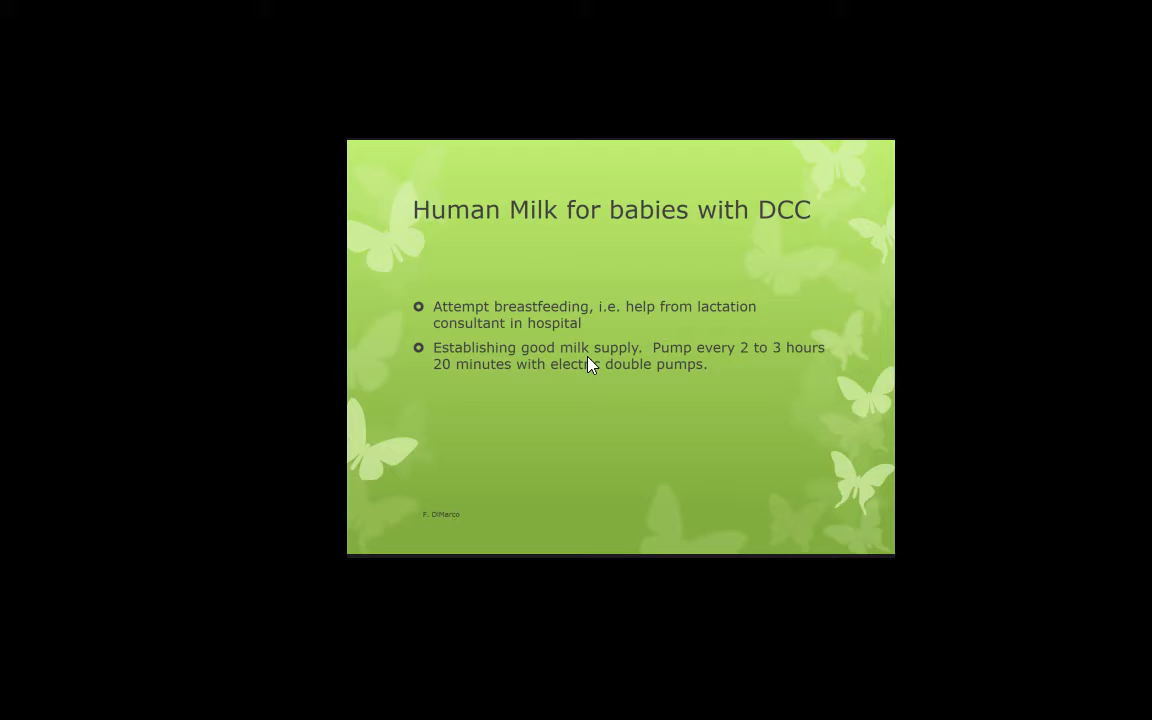 Human Milk for babies with DCC
Attempt breastfeeding, i.e. help from lactation
consultant in hospital
Establishing good milk supply.  Pump every 2 to 3 hours
20 minutes with electric double pumps.
F. DiMarco